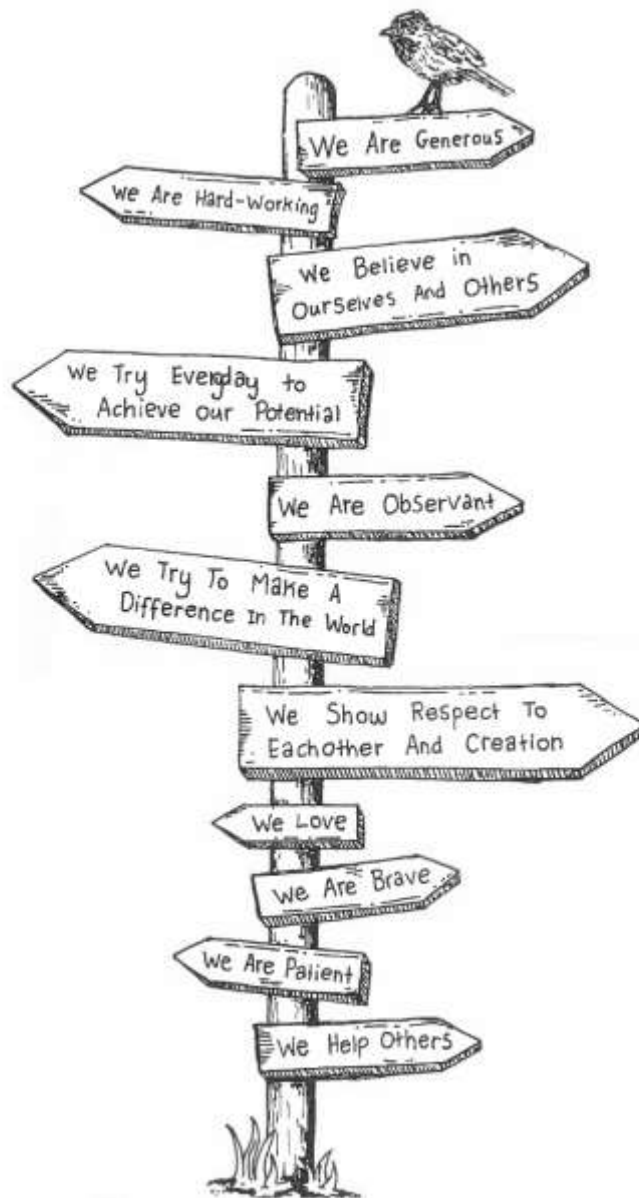 We Are Generous
We Are Hard-Working
We Believe in
Ourselves And Others
We Try Everyday to
Achieve our Potential
We Are Observant
We Try To Make A
Difference In The World
We Show Respect To
Eachother And Creation
We Love
We Are Brave
We Are Patient
We Help Others